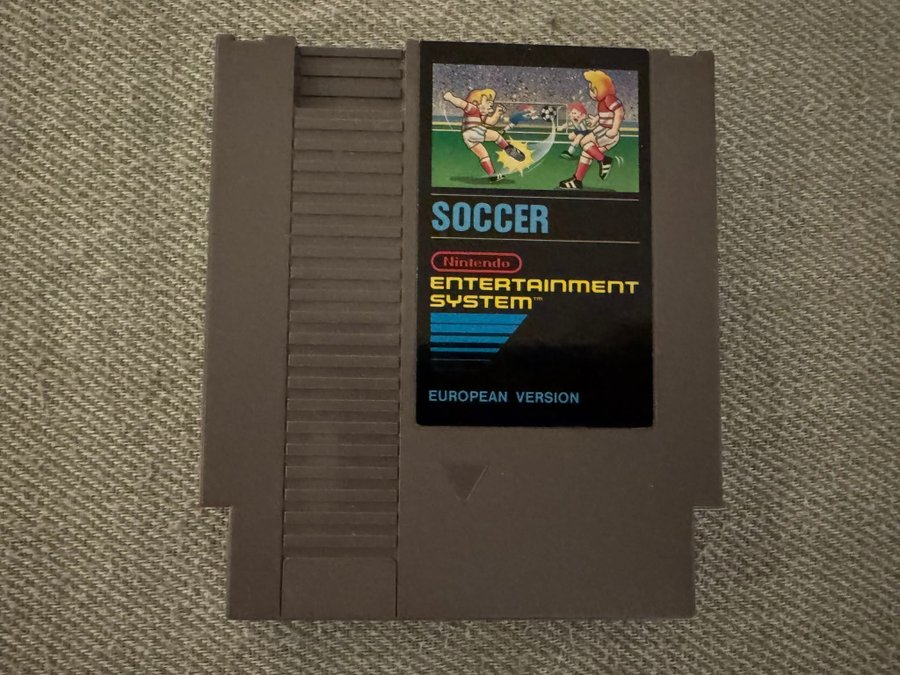 SOCCER
Nintendo
ENTERTAINMENT
SYSTEM™
EUROPEAN VERSION